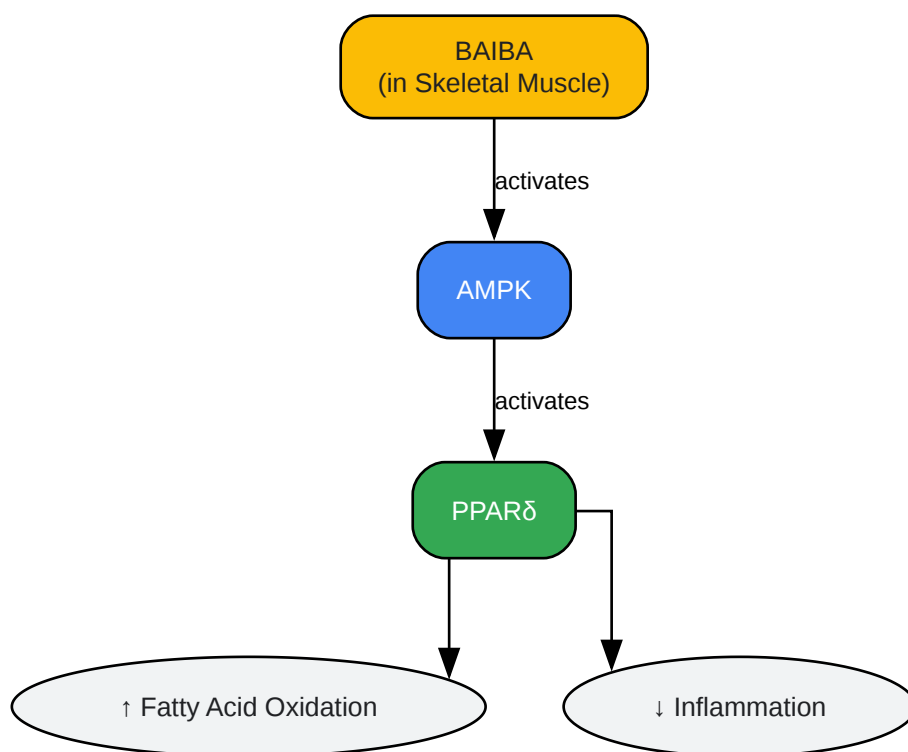 BAIBA
(in Skeletal Muscle)
activates
AMPK
activates
PPARδ
↑ Fatty Acid Oxidation
↓ Inflammation